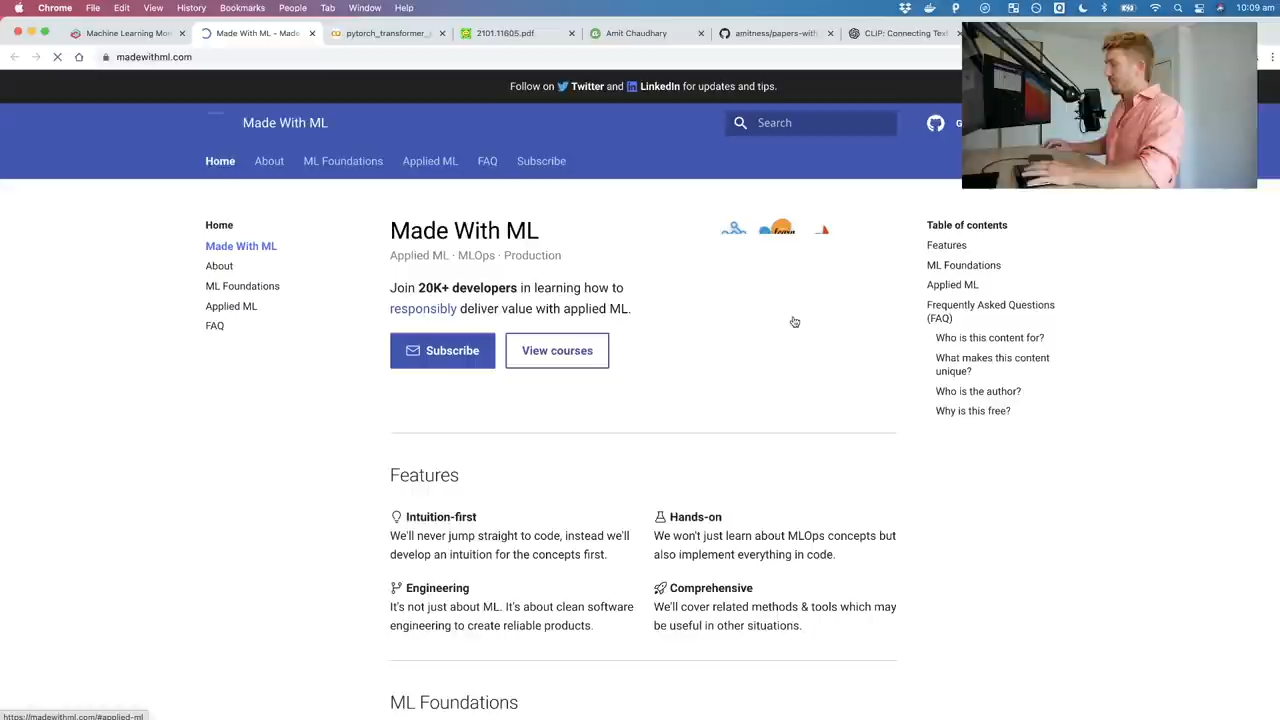 Chrome File Edit View History Bookmarks People Tab Window Help
10:09 am
Machine Learning Mon
Made With ML - Made
pytorch_transformer_
2101.11605.pdf
Amit Chaudhary
amitness/papers-with
CLIP: Connecting Text
madewithml.com
Follow on Twitter and LinkedIn for updates and tips.
Made With ML
Search
G
Home About ML Foundations Applied ML FAQ Subscribe
Home
Made With ML
About
ML Foundations
Applied ML
FAQ
Made With ML
Applied ML · MLOps · Production
Join 20K+ developers in learning how to
responsibly deliver value with applied ML.
Subscribe
View courses
learn
Table of contents
Features
ML Foundations
Applied ML
Frequently Asked Questions
(FAQ)
Who is this content for?
What makes this content
unique?
Who is the author?
Why is this free?
Features
Intuition-first
We'll never jump straight to code, instead we'll
develop an intuition for the concepts first.
Hands-on
We won't just learn about MLOps concepts but
also implement everything in code.
Engineering
It's not just about ML. It's about clean software
engineering to create reliable products.
Comprehensive
We'll cover related methods & tools which may
be useful in other situations.
ML Foundations
https://madewithml.com/#applied-ml